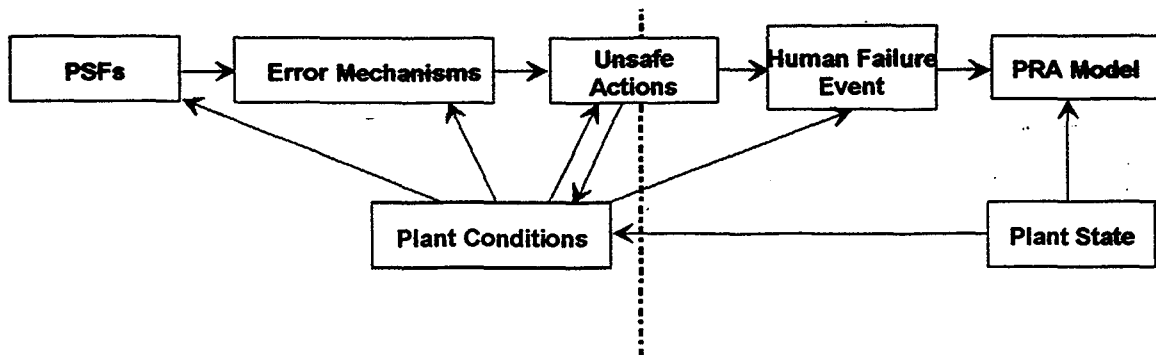 PSFs
Error Mechanisms
Unsafe
Actions
Human Failure
Event
PRA Model
Plant Conditions
Plant State